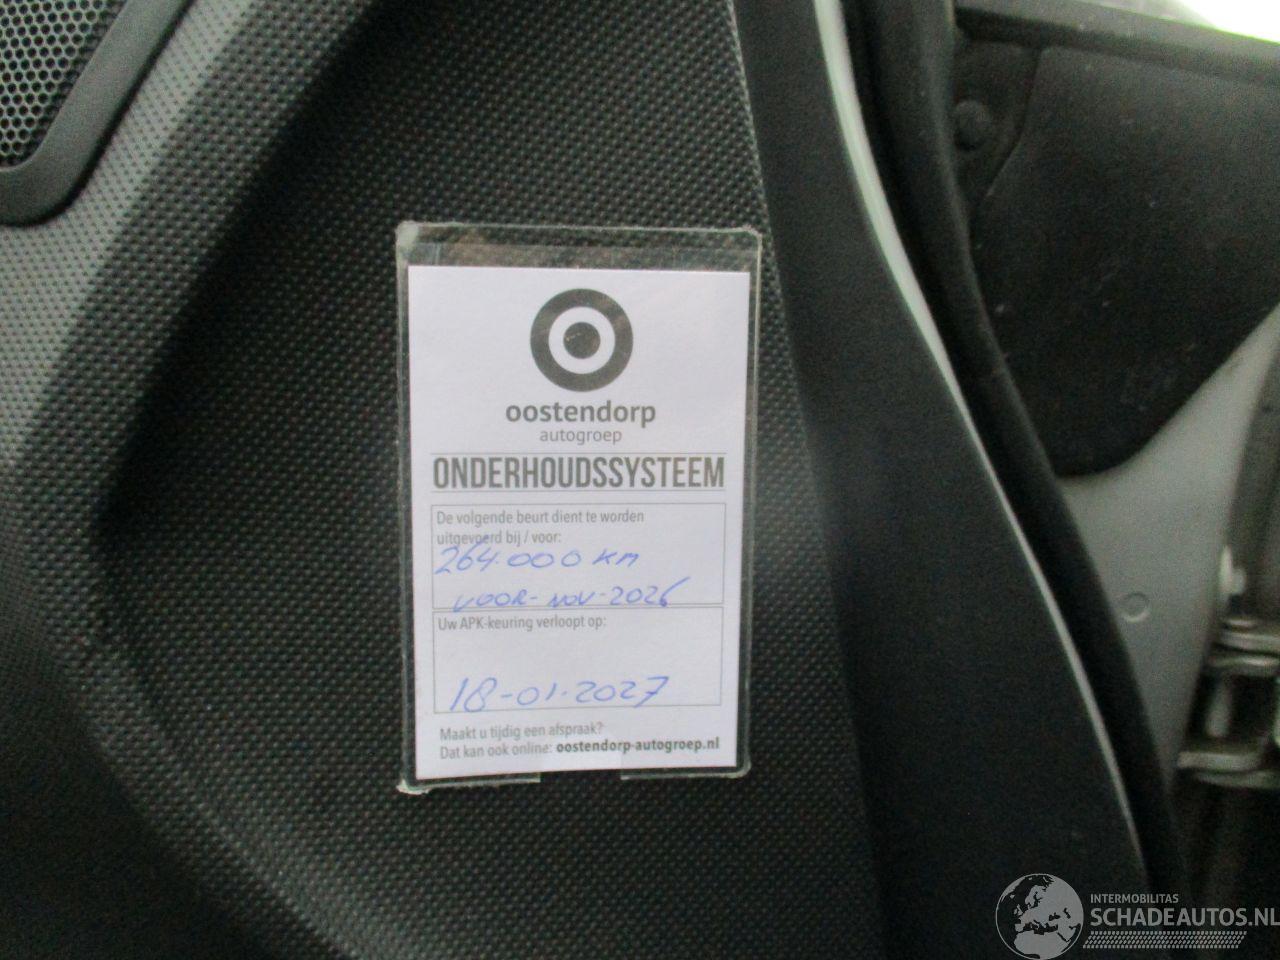 oostendorp
autogroep
ONDERHOUDSSYSTEEM
De volgende beurt dient te worden
uitgevoerd bij / voor:
264.000 KM
VOOR-NOV-2026
Uw APK-keuring verloopt op:
18-01-2027
Maakt u tijdig een afspraak?
Dat kan ook online: oostendorp-autogroep.nl
INTERMOBILITAS
SCHADEAUTOS.NL